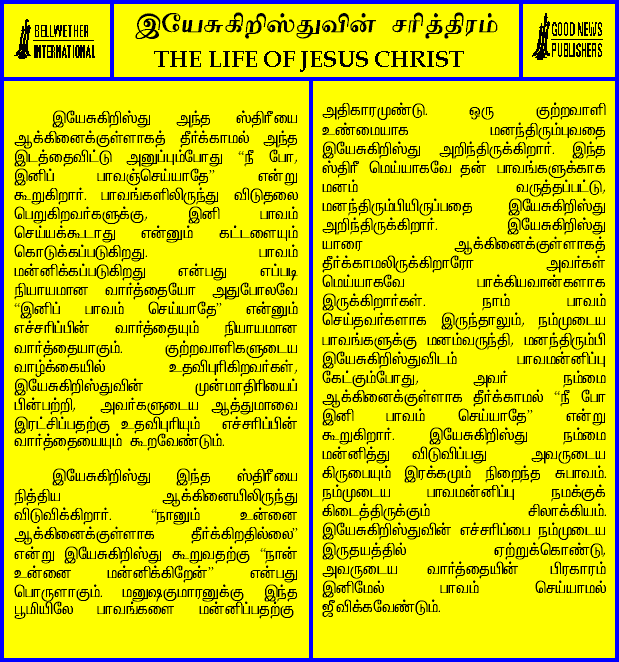 BELLWETHER
INTERNATIONAL
இயேசுகிறிஸ்துவின் சரித்திரம்
THE LIFE OF JESUS CHRIST
GOOD NEWS
PUBLISHERS
இயேசுகிறிஸ்து அந்த ஸ்திரீயை
ஆக்கினைக்குள்ளாகத் தீர்க்காமல் அந்த
இடத்தைவிட்டு அனுப்பும்போது “நீ போ,
இனிப் பாவஞ்செய்யாதே” என்று
கூறுகிறார். பாவங்களிலிருந்து விடுதலை
பெறுகிறவர்களுக்கு, இனி பாவம்
செய்யக்கூடாது என்னும் கட்டளையும்
கொடுக்கப்படுகிறது. பாவம்
மன்னிக்கப்படுகிறது என்பது எப்படி
நியாயமான வார்த்தையோ அதுபோலவே
“இனிப் பாவம் செய்யாதே” என்னும்
எச்சரிப்பின் வார்த்தையும் நியாயமான
வார்த்தையாகும். குற்றவாளிகளுடைய
வாழ்க்கையில் உதவிபுரிகிறவர்கள்,
இயேசுகிறிஸ்துவின் முன்மாதிரியைப்
பின்பற்றி, அவர்களுடைய ஆத்துமாவை
இரட்சிப்பதற்கு உதவிபுரியும் எச்சரிப்பின்
வார்த்தையையும் கூறவேண்டும்.
இயேசுகிறிஸ்து இந்த ஸ்திரீயை
நித்திய ஆக்கினையிலிருந்து
விடுவிக்கிறார். “நானும் உன்னை
ஆக்கினைக்குள்ளாக தீர்க்கிறதில்லை”
என்று இயேசுகிறிஸ்து கூறுவதற்கு “நான்
உன்னை மன்னிக்கிறேன்” என்பது
பொருளாகும். மனுஷகுமாரனுக்கு இந்த
பூமியிலே பாவங்களை மன்னிப்பதற்கு
அதிகாரமுண்டு. ஒரு குற்றவாளி
உண்மையாக மனந்திரும்புவதை
இயேசுகிறிஸ்து அறிந்திருக்கிறார். இந்த
ஸ்திரீ மெய்யாகவே தன் பாவங்களுக்காக
மனம் வருத்தப்பட்டு,
மனந்திரும்பியிருப்பதை இயேசுகிறிஸ்து
அறிந்திருக்கிறார். இயேசுகிறிஸ்து
யாரை ஆக்கினைக்குள்ளாகத்
தீர்க்காமலிருக்கிறாரோ அவர்கள்
மெய்யாகவே பாக்கியவான்களாக
இருக்கிறார்கள். நாம் பாவம்
செய்தவர்களாக இருந்தாலும், நம்முடைய
பாவங்களுக்கு மனம்வருந்தி, மனந்திரும்பி
இயேசுகிறிஸ்துவிடம் பாவமன்னிப்பு
கேட்கும்போது, அவர் நம்மை
ஆக்கினைக்குள்ளாக தீர்க்காமல் “நீ போ
இனி பாவம் செய்யாதே” என்று
கூறுகிறார். இயேசுகிறிஸ்து நம்மை
மன்னித்து விடுவிப்பது அவருடைய
கிருபையும் இரக்கமும் நிறைந்த சுபாவம்.
நம்முடைய பாவமன்னிப்பு நமக்குக்
கிடைத்திருக்கும் சிலாக்கியம்.
இயேசுகிறிஸ்துவின் எச்சரிப்பை நம்முடைய
இருதயத்தில் ஏற்றுக்கொண்டு,
அவருடைய வார்த்தையின் பிரகாரம்
இனிமேல் பாவம் செய்யாமல்
ஜீவிக்கவேண்டும்.